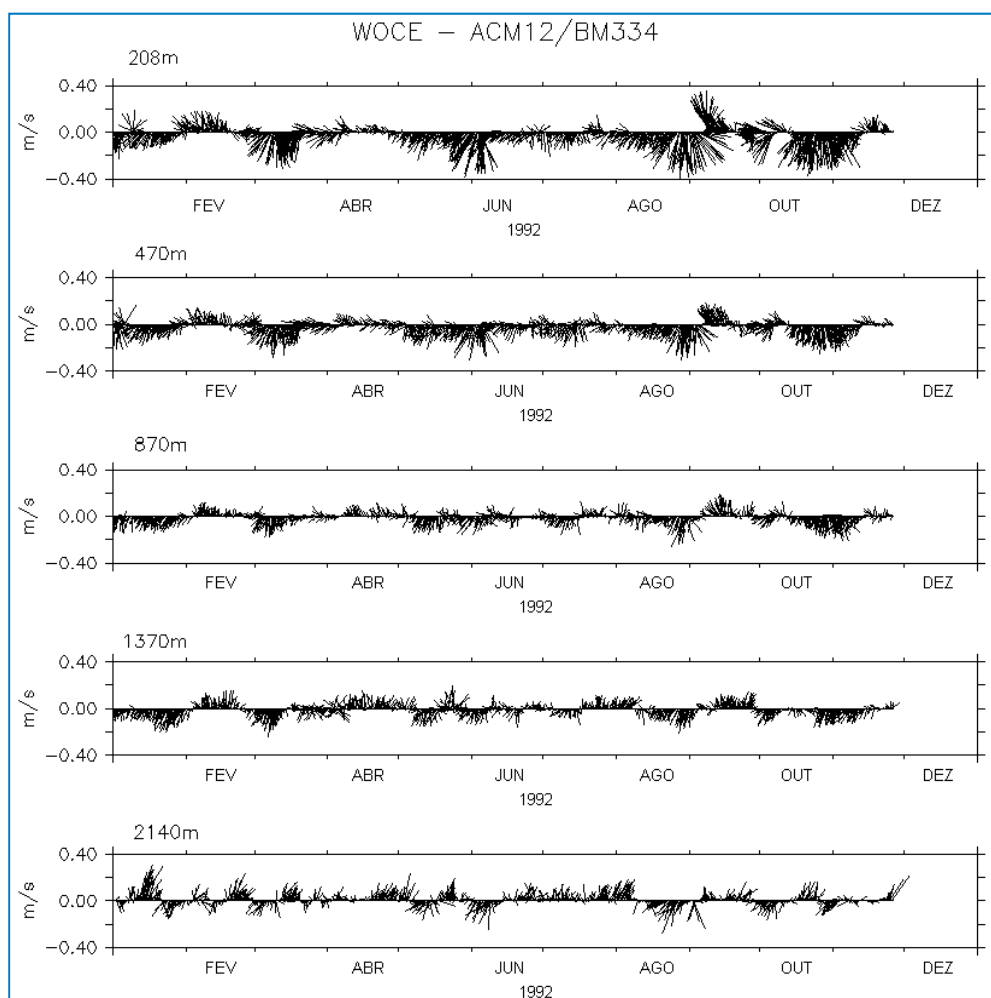 WOCE – ACM12/BM334
208m
0.40
0.00
-0.40
m/s
FEV ABR JUN AGO OUT DEZ
1992
470m
0.40
0.00
-0.40
m/s
FEV ABR JUN AGO OUT DEZ
1992
870m
0.40
0.00
-0.40
m/s
FEV ABR JUN AGO OUT DEZ
1992
1370m
0.40
0.00
-0.40
m/s
FEV ABR JUN AGO OUT DEZ
1992
2140m
0.40
0.00
-0.40
m/s
FEV ABR JUN AGO OUT DEZ
1992